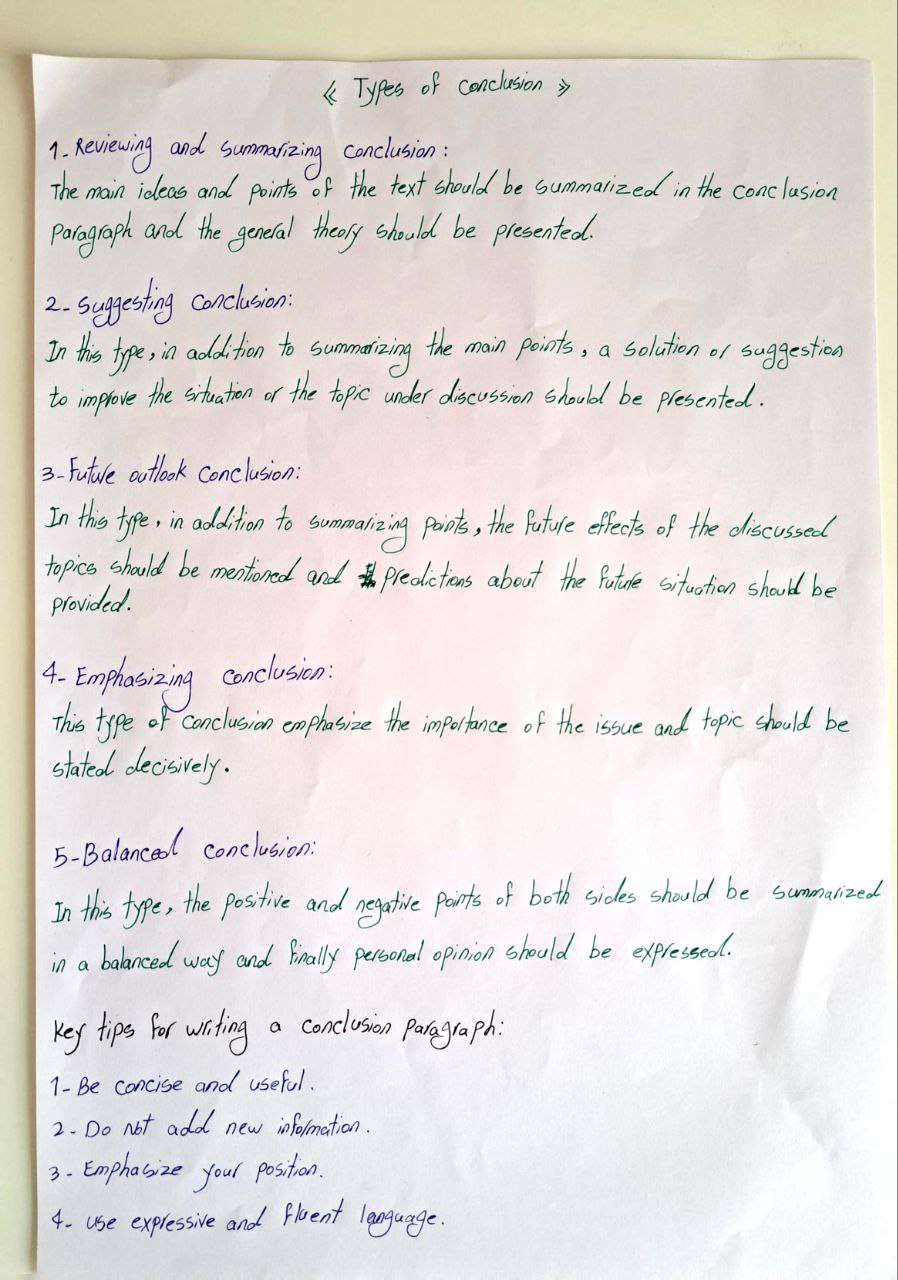 « Types of conclusion »
1- Reviewing and summarizing conclusion:
The main ideas and points of the text should be summarized in the conclusion
paragraph and the general theory should be presented.
2- Suggesting conclusion:
In this type, in addition to summarizing the main points, a solution or suggestion
to improve the situation or the topic under discussion should be presented.
3- Future outlook conclusion:
In this type, in addition to summarizing points, the future effects of the discussed
topics should be mentioned and predictions about the future situation should be
provided.
4- Emphasizing conclusion:
This type of conclusion emphasize the importance of the issue and topic should be
stated decisively.
5- Balanced conclusion:
In this type, the positive and negative points of both sides should be summarized
in a balanced way and finally personal opinion should be expressed.
Key tips for writing a conclusion paragraph:
1- Be concise and useful.
2- Do not add new information.
3- Emphasize your position.
4- use expressive and fluent language.